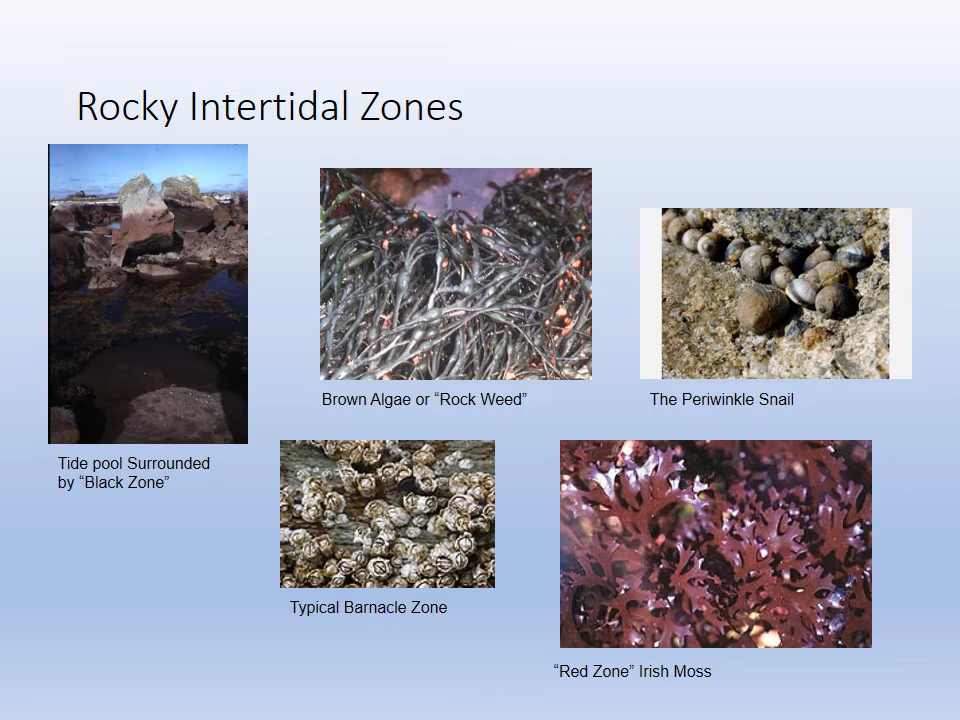 Rocky Intertidal Zones
Brown Algae or “Rock Weed”
The Periwinkle Snail
Tide pool Surrounded
by “Black Zone”
Typical Barnacle Zone
“Red Zone” Irish Moss